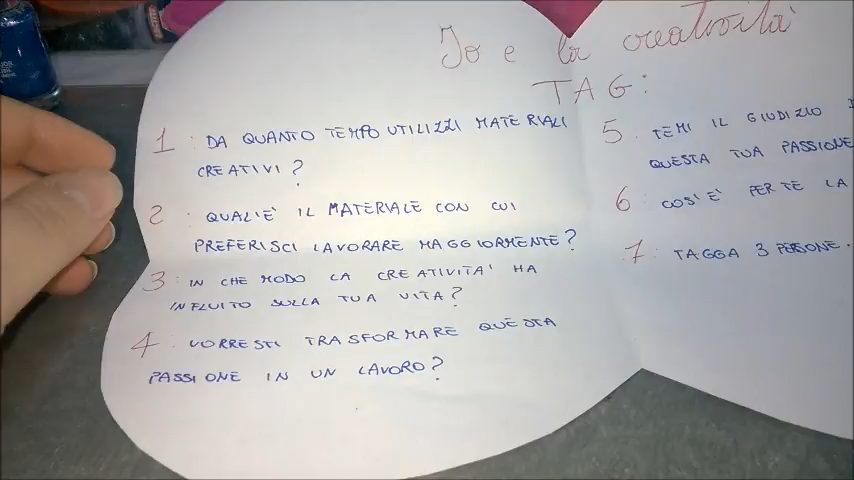 Io e la creatività
TAG:
1: DA QUANTO TEMPO UTILIZZI MATERIALI
CREATIVI?
2: QUAL'E' IL MATERIALE CON CUI
PREFERISCI LAVORARE MAGGIORMENTE?
3: IN CHE MODO LA CREATIVITA' HA
INFLUITO SULLA TUA VITA?
4: VORRESTI TRASFORMARE QUESTA
PASSIONE IN UN LAVORO?
5. TEMI IL GIUDIZIO
QUESTA TUA PASSIONE
6: COS'E' PER TE LA
7: TAGGA 3 PERSONE.